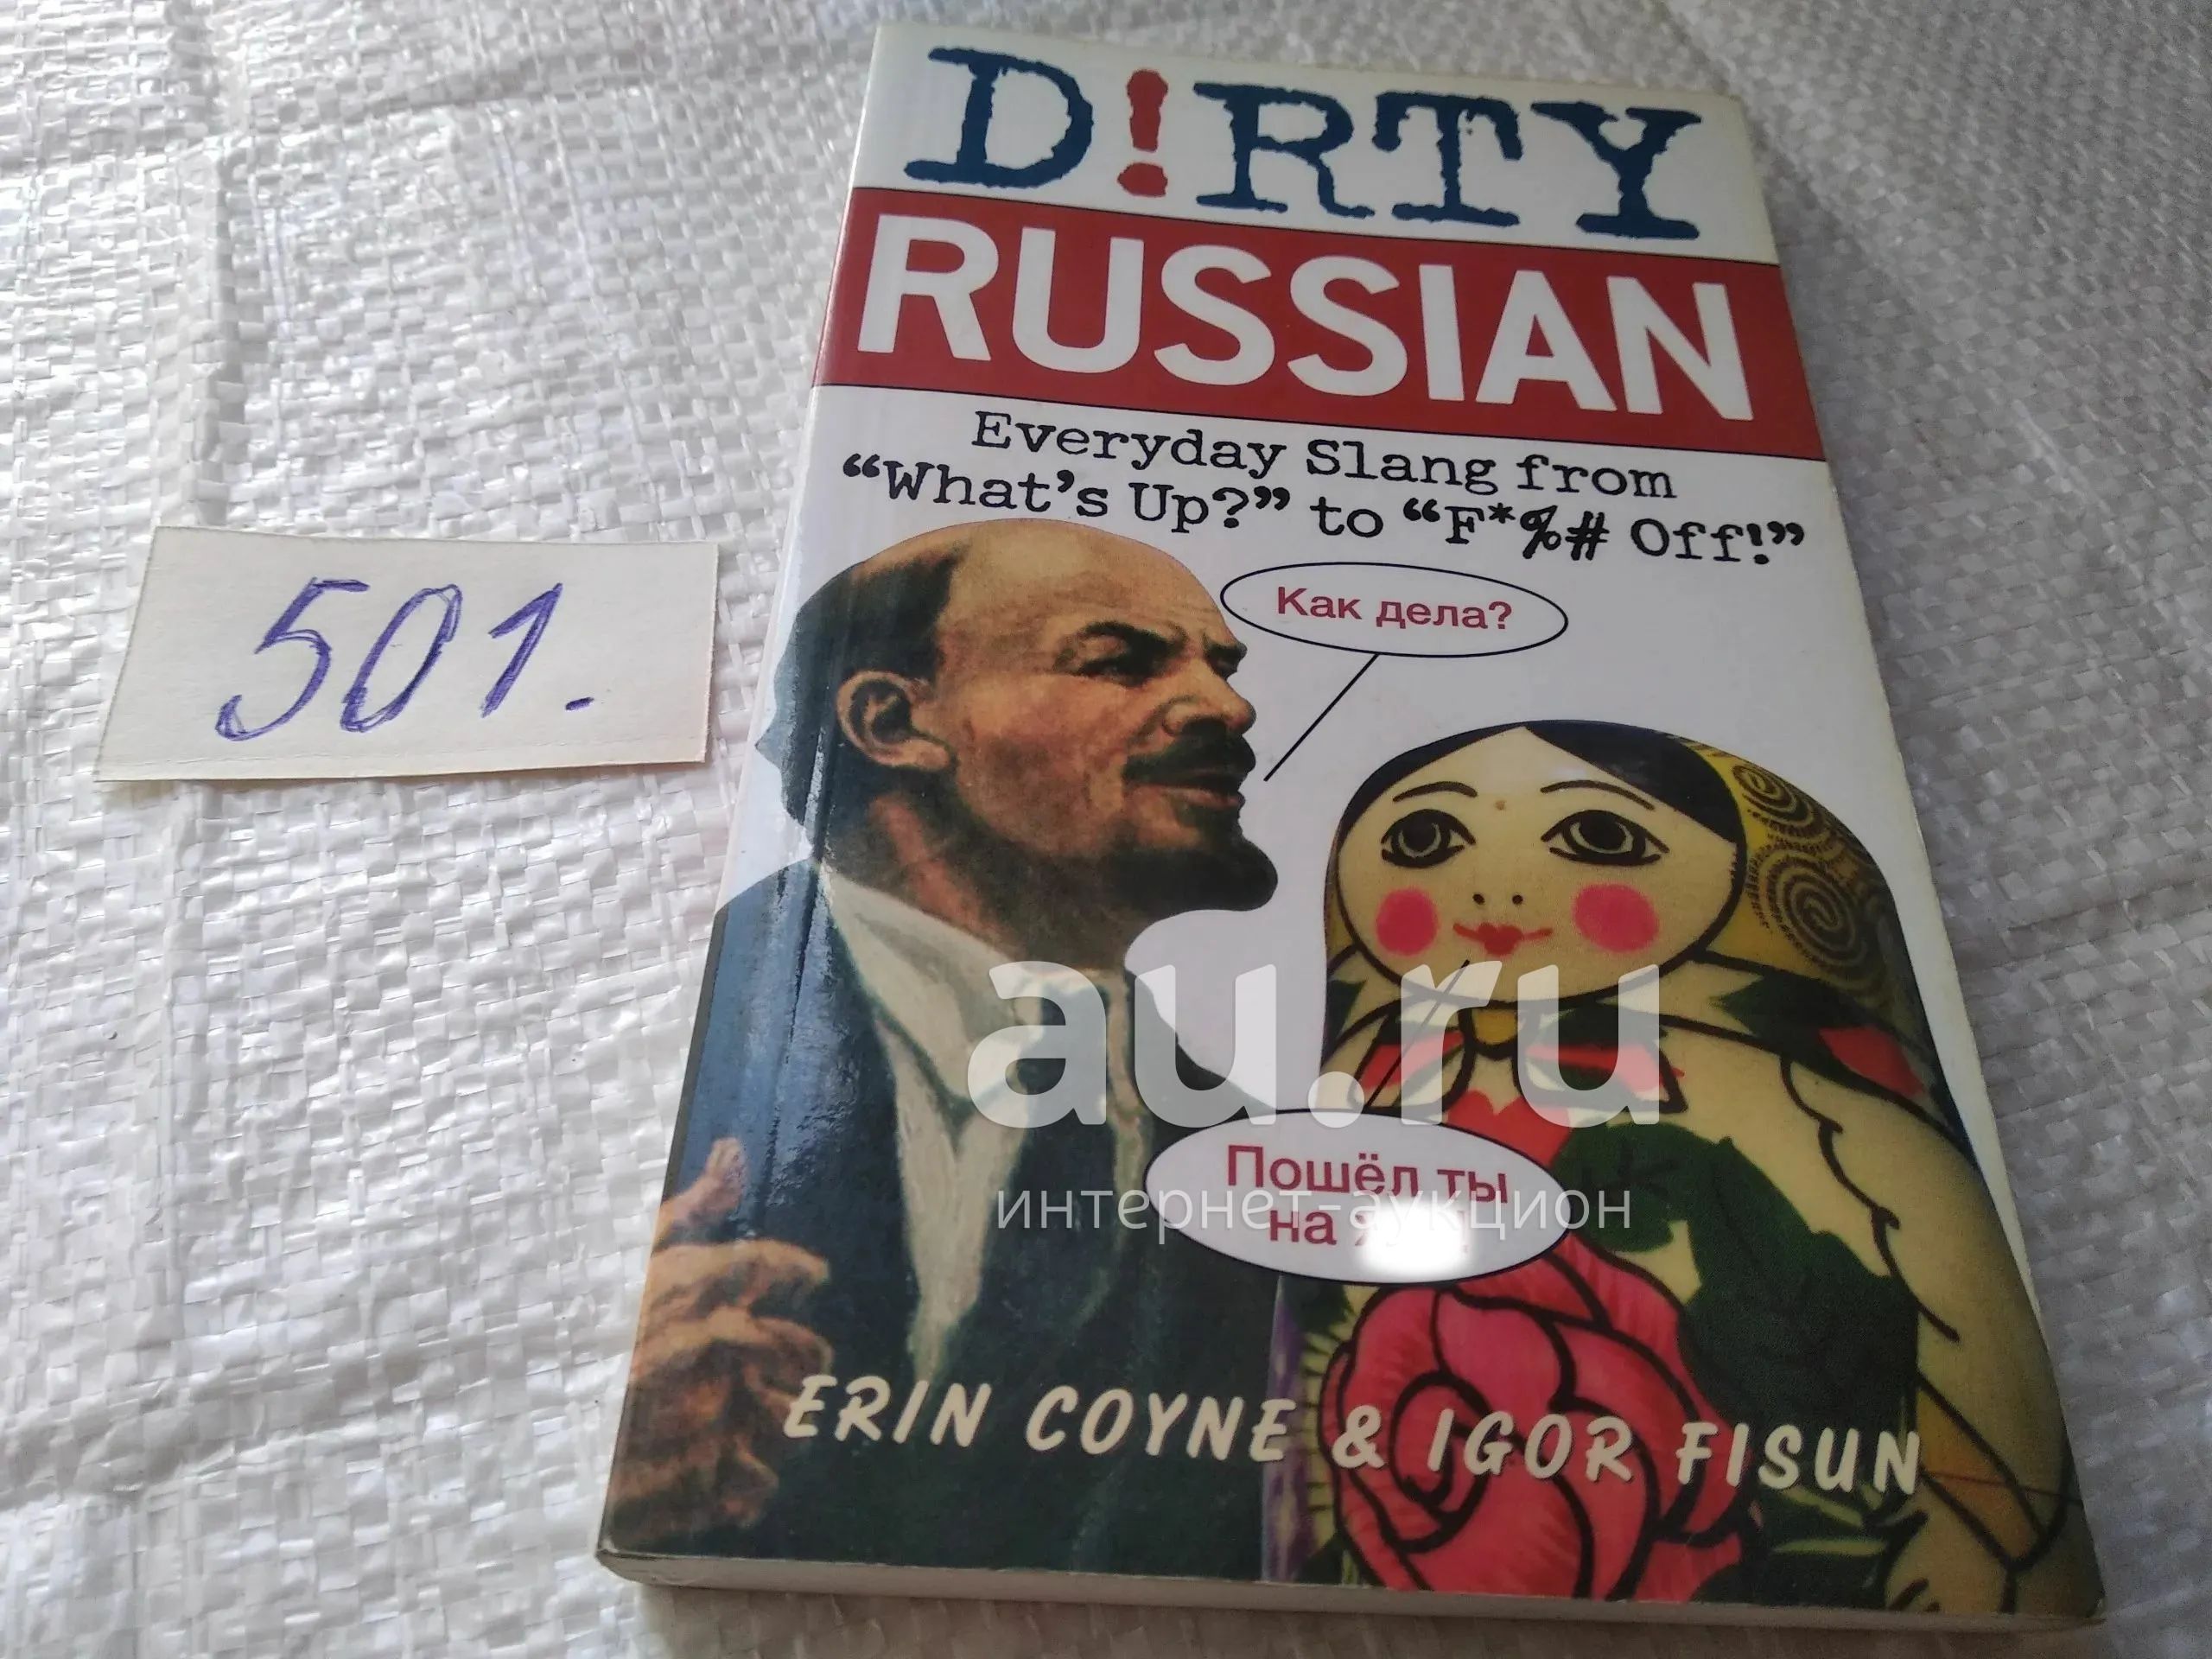 501.
D!RTY
RUSSIAN
Everyday Slang from
“What’s Up?” to “F*%# Off!”
Как дела?
au.ru
Пошёл ты
интернет-аукцион
на
ERIN COYNE & IGOR FISUN